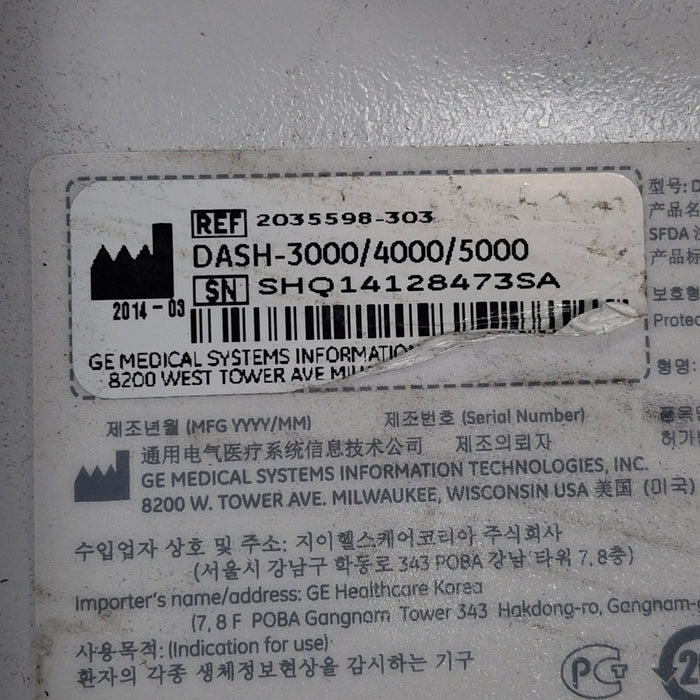 REF 2035598-303
DASH-3000/4000/5000
SN SHQ14128473SA
2014-03
GE MEDICAL SYSTEMS INFORMATION
8200 WEST TOWER AVE
型号:
产品名
SFDA
产品标
보호형
Protec
형명:
제조년월 (MFG YYYY/MM) 제조번호 (Serial Number)
품목
허가
通用电气医疗系统信息技术公司 제조의뢰자
GE MEDICAL SYSTEMS INFORMATION TECHNOLOGIES, INC.
8200 W. TOWER AVE. MILWAUKEE, WISCONSIN USA 美国 (미국)
수입업자 상호 및 주소: 지이헬스케어코리아 주식회사
(서울시 강남구 학동로 343 POBA 강남 타워 7, 8층)
Importer's name/address: GE Healthcare Korea
(7, 8 F POBA Gangnam Tower 343 Hakdong-ro, Gangnam-
사용목적: (Indication for use)
환자의 각종 생체정보현상을 감시하는 기구